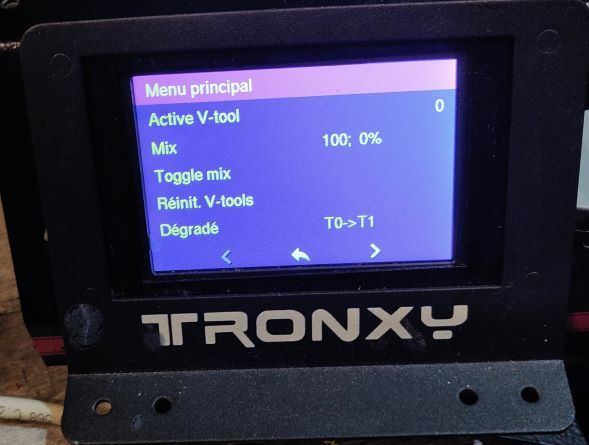 Menu principal
Active V-tool 0
Mix 100; 0%
Toggle mix
Réinit. V-tools
Dégradé T0->T1
TRONXY